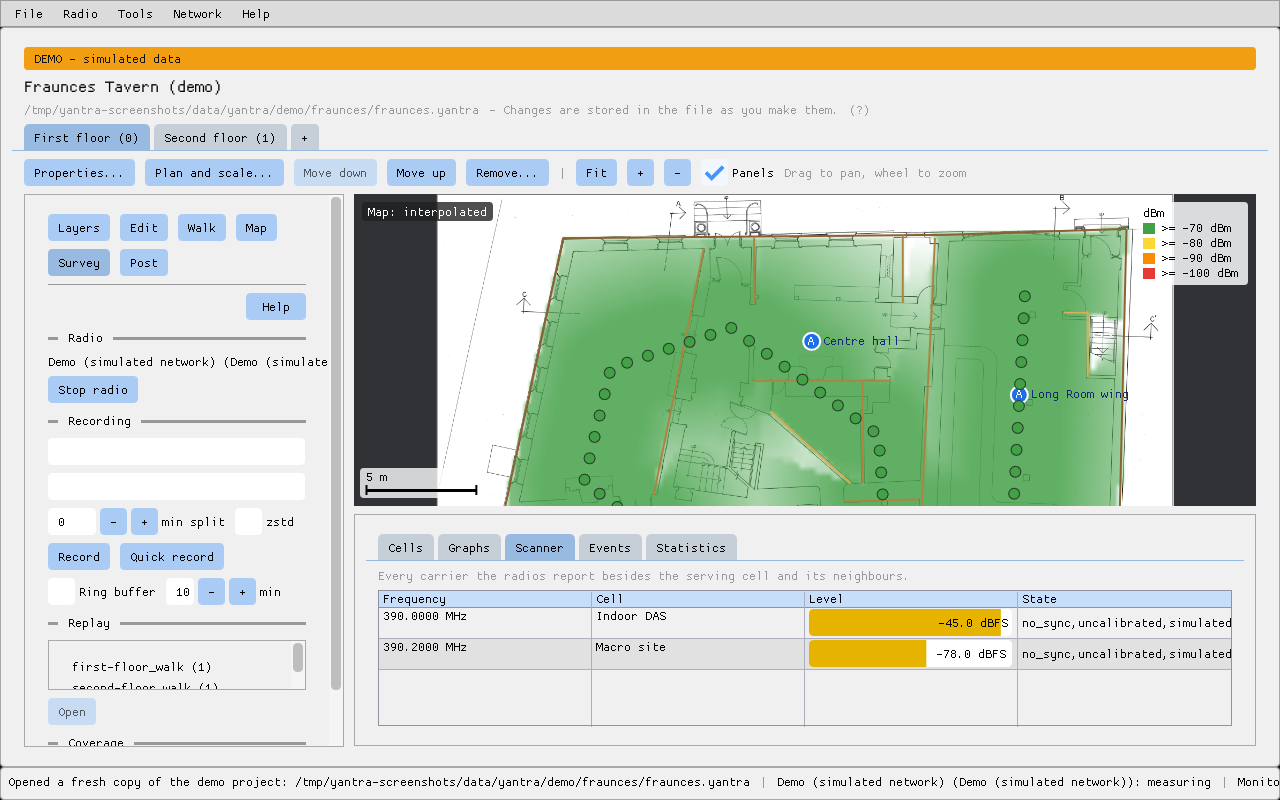 File Radio Tools Network Help
DEMO - simulated data
Fraunces Tavern (demo)
/tmp/yantra-screenshots/data/yantra/demo/fraunces/fraunces.yantra - Changes are stored in the file as you make them. (?)
First floor (0) Second floor (1) +
Properties... Plan and scale... Move down Move up Remove... | Fit + - Panels Drag to pan, wheel to zoom
Layers Edit Walk Map
Survey Post
Help
Radio
Demo (simulated network) (Demo (simulate
Stop radio
Recording
0 - + min split zstd
Record Quick record
Ring buffer 10 - + min
Replay
first-floor_walk (1)
second-floor_walk (1)
Open
Coverage
Map: interpolated
A
B
dBm
>= -70 dBm
>= -80 dBm
>= -90 dBm
>= -100 dBm
C
C'
A Centre hall
A Long Room wing
5 m
Cells Graphs Scanner Events Statistics
Every carrier the radios report besides the serving cell and its neighbours.
Frequency Cell Level State
390.0000 MHz Indoor DAS -45.0 dBFS no_sync,uncalibrated,simulated
390.2000 MHz Macro site -78.0 dBFS no_sync,uncalibrated,simulated
Opened a fresh copy of the demo project: /tmp/yantra-screenshots/data/yantra/demo/fraunces/fraunces.yantra | Demo (simulated network) (Demo (simulated network)): measuring | Monito